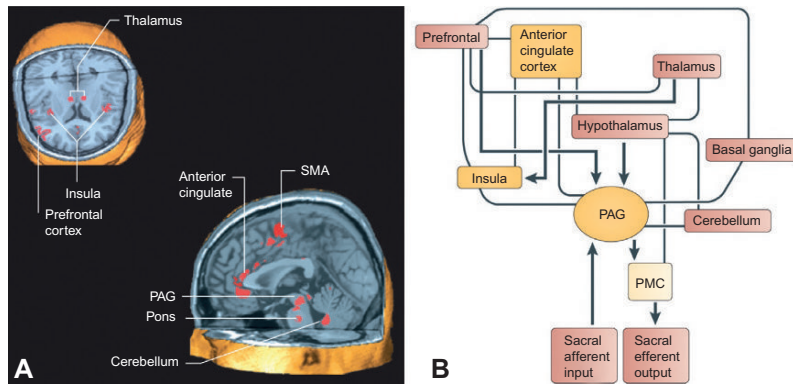 Thalamus
Insula
Prefrontal
cortex
Anterior
cingulate
SMA
PAG
Pons
Cerebellum
A
Prefrontal
Anterior
cingulate
cortex
Thalamus
Hypothalamus
Basal ganglia
Insula
PAG
Cerebellum
PMC
Sacral
afferent
input
Sacral
efferent
output
B